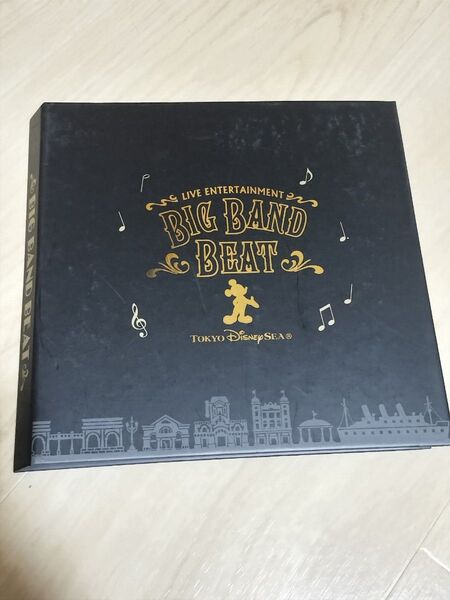 LIVE ENTERTAINMENT
BIG BAND
BEAT
TOKYO DISNEYSEA®
BIG BAND BEAT